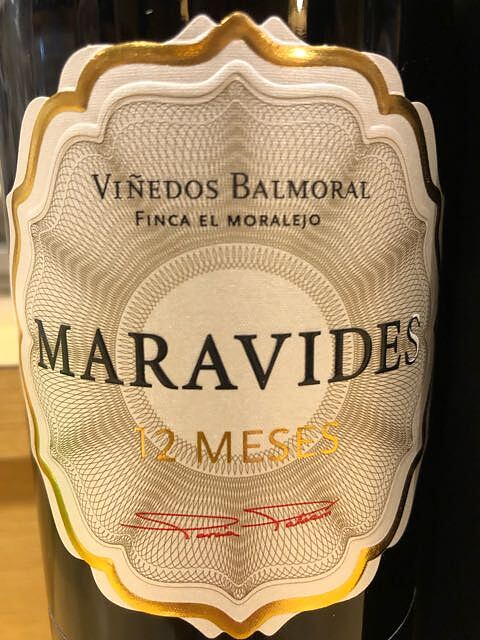 VIÑEDOS BALMORAL
FINCA EL MORALEJO
MARAVIDES
12 MESES